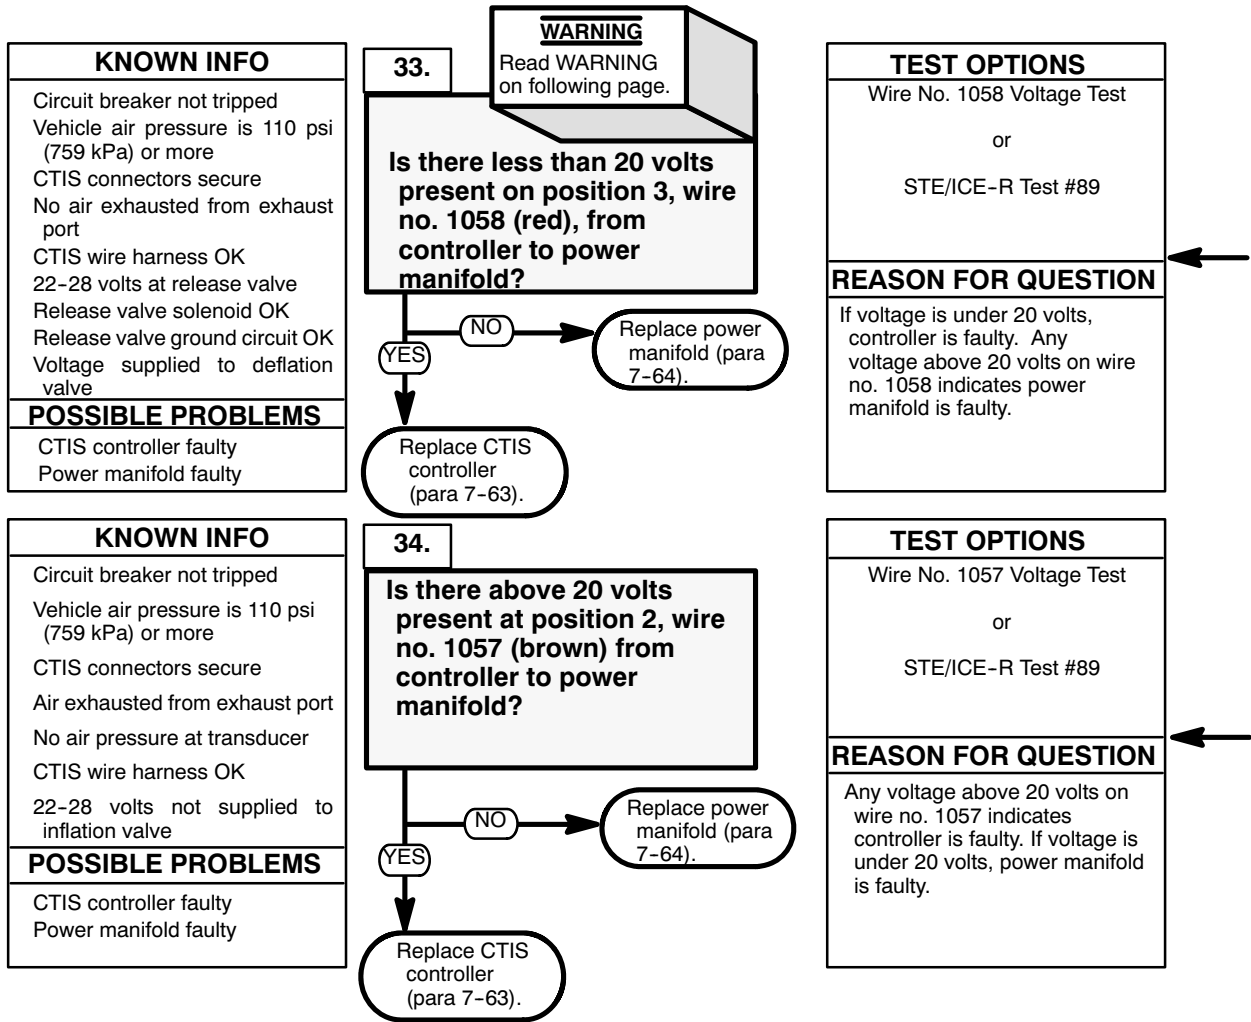 KNOWN INFO
Circuit breaker not tripped
Vehicle air pressure is 110 psi
(759 kPa) or more
CTIS connectors secure
No air exhausted from exhaust
port
CTIS wire harness OK
22-28 volts at release valve
Release valve solenoid OK
Release valve ground circuit OK
Voltage supplied to deflation
valve
POSSIBLE PROBLEMS
CTIS controller faulty
Power manifold faulty
33.
WARNING
Read WARNING
on following page.
Is there less than 20 volts
present on position 3, wire
no. 1058 (red), from
controller to power
manifold?
NO
Replace power
manifold (para
7-64).
YES
Replace CTIS
controller
(para 7-63).
TEST OPTIONS
Wire No. 1058 Voltage Test
or
STE/ICE-R Test #89
REASON FOR QUESTION
If voltage is under 20 volts,
controller is faulty. Any
voltage above 20 volts on wire
no. 1058 indicates power
manifold is faulty.
KNOWN INFO
Circuit breaker not tripped
Vehicle air pressure is 110 psi
(759 kPa) or more
CTIS connectors secure
Air exhausted from exhaust port
No air pressure at transducer
CTIS wire harness OK
22-28 volts not supplied to
inflation valve
POSSIBLE PROBLEMS
CTIS controller faulty
Power manifold faulty
34.
Is there above 20 volts
present at position 2, wire
no. 1057 (brown) from
controller to power
manifold?
NO
Replace power
manifold (para
7-64).
YES
Replace CTIS
controller
(para 7-63).
TEST OPTIONS
Wire No. 1057 Voltage Test
or
STE/ICE-R Test #89
REASON FOR QUESTION
Any voltage above 20 volts on
wire no. 1057 indicates
controller is faulty. If voltage is
under 20 volts, power manifold
is faulty.